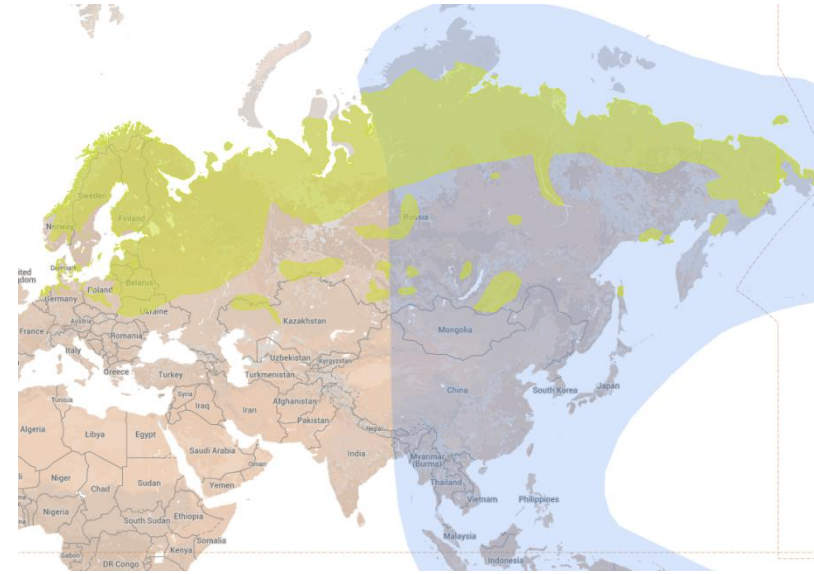 Sweden
Finland
Norway
Russia
Denmark
ited
gdom
Poland
Belarus
Germany
Ukraine
Kazakhstan
Austria
France
Romania
Mongolia
Italy
Uzbekistan
Kyrgyzstan
Greece
Turkey
Turkmenistan
China
South Korea
Japan
Tunisia
Syria
Afghanistan
Iraq
Iran
Pakistan
Algeria
Libya
Egypt
Nepal
Saudi Arabia
India
Myanmar
(Burma)
Oman
Niger
Sudan
Yemen
Thailand
Chad
Vietnam
Philippines
Nigeria
South Sudan
Ethiopia
Somalia
Malaysia
Gabon
Kenya
DR Congo
Indonesia